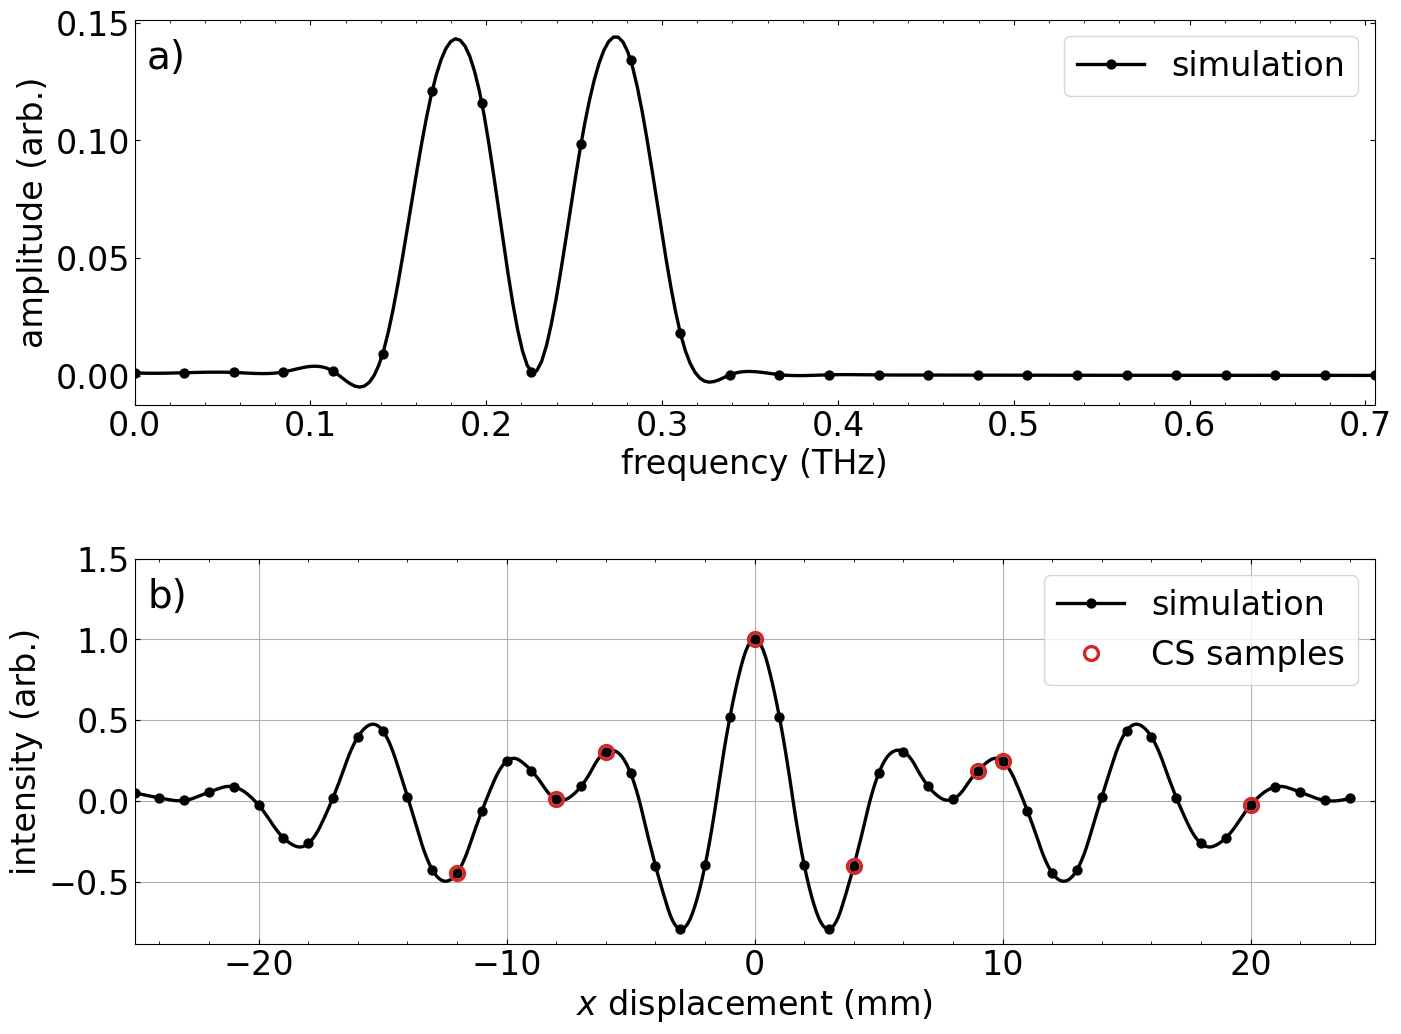 a)
simulation
0.15
0.10
0.05
0.00
amplitude (arb.)
0.0 0.1 0.2 0.3 0.4 0.5 0.6 0.7
frequency (THz)
b)
simulation
CS samples
1.5
1.0
0.5
0.0
−0.5
intensity (arb.)
−20 −10 0 10 20
x displacement (mm)